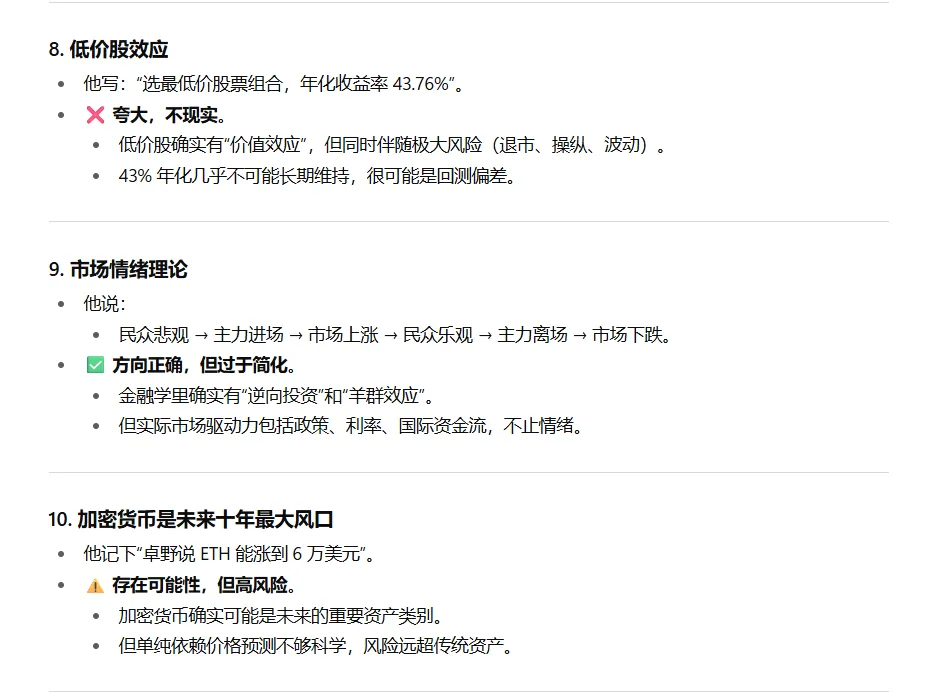 8. 低价股效应
他写：“选最低价股票组合，年化收益率 43.76%”。
❌ 夸大，不现实。
低价股确实有“价值效应”，但同时伴随极大风险（退市、操纵、波动）。
43% 年化几乎不可能长期维持，很可能是回测偏差。
9. 市场情绪理论
他说：
民众悲观 → 主力进场 → 市场上涨 → 民众乐观 → 主力离场 → 市场下跌。
✅ 方向正确，但过于简化。
金融学里确实有“逆向投资”和“羊群效应”。
但实际市场驱动力包括政策、利率、国际资金流，不止情绪。
10. 加密货币是未来十年最大风口
他记下“卓野说 ETH 能涨到 6 万美元”。
⚠️ 存在可能性，但高风险。
加密货币确实可能是未来的重要资产类别。
但单纯依赖价格预测不够科学，风险远超传统资产。